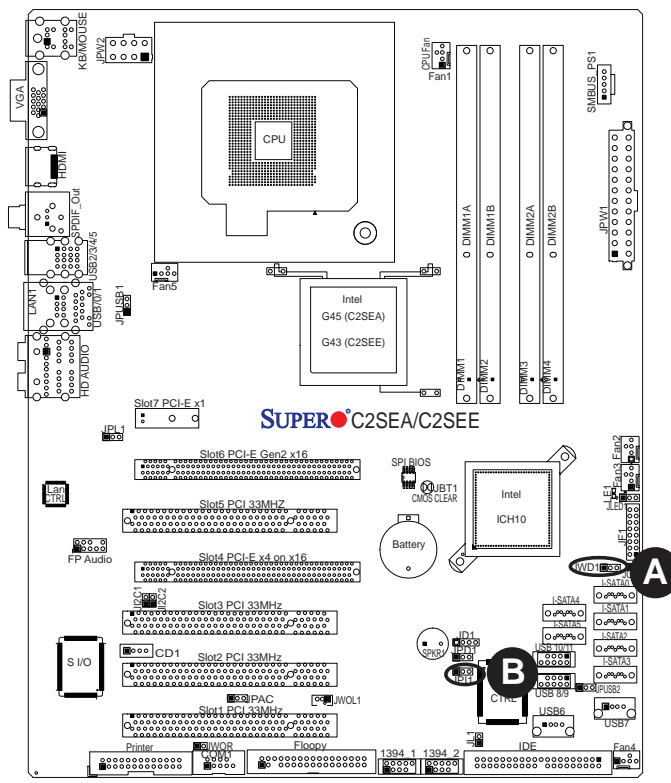 KB/MOUSE
JPW2
CPU Fan
Fan1
SMBUS_PS1
VGA
CPU
HDMI
SPDIF_Out
DIMM1A
DIMM1B
DIMM2A
DIMM2B
JPW1
USB2/3/4/5
Fan5
LAN1
USB/0/1
JPUSB1
Intel
G45 (C2SEA)
G43 (C2SEE)
HD AUDIO
DIMM1
DIMM2
DIMM3
DIMM4
Slot7 PCI-E x1
SUPER C2SEA/C2SEE
JPL1
Slot6 PCI-E Gen2 x16
SPI BIOS
JBT1
CMOS CLEAR
Fan2
Fan3
Lan
CTRL
Intel
ICH10
JLED1
Slot5 PCI 33MHZ
JF1
Battery
FP Audio
Slot4 PCI-E x4 on x16
JWD1
A
I-SATA0
JI2C1
JI2C2
Slot3 PCI 33MHz
I-SATA4
I-SATA1
I-SATA5
SPKR1
JD1
JPD1
USB 10/11
I-SATA2
S I/O
CD1
Slot2 PCI 33MHz
JPI1
B
I-SATA3
CTRL
USB 8/9
JPUSB2
JPAC
JWOL1
Slot1 PCI 33MHz
USB6
USB7
JL1
Printer
JWOR
COM1
Floppy
1394_1
1394_2
IDE
Fan4